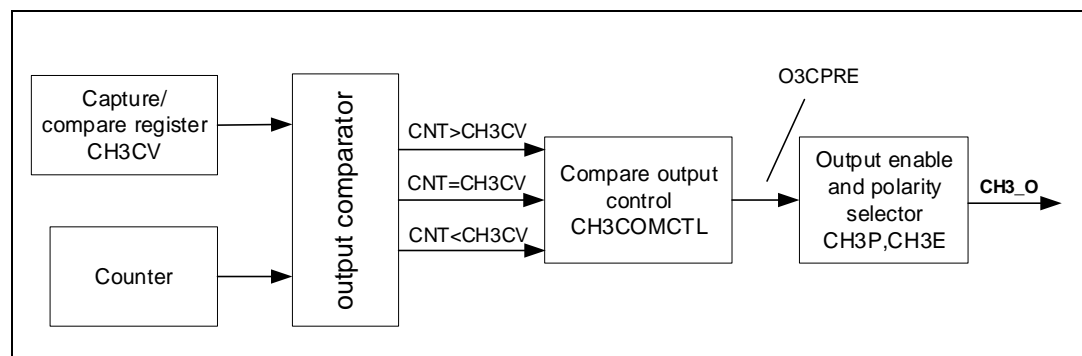 Capture/
compare register
CH3CV
Counter
output comparator
CNT>CH3CV
CNT=CH3CV
CNT<CH3CV
Compare output
control
CH3COMCTL
O3CPRE
Output enable
and polarity
selector
CH3P,CH3E
CH3_O